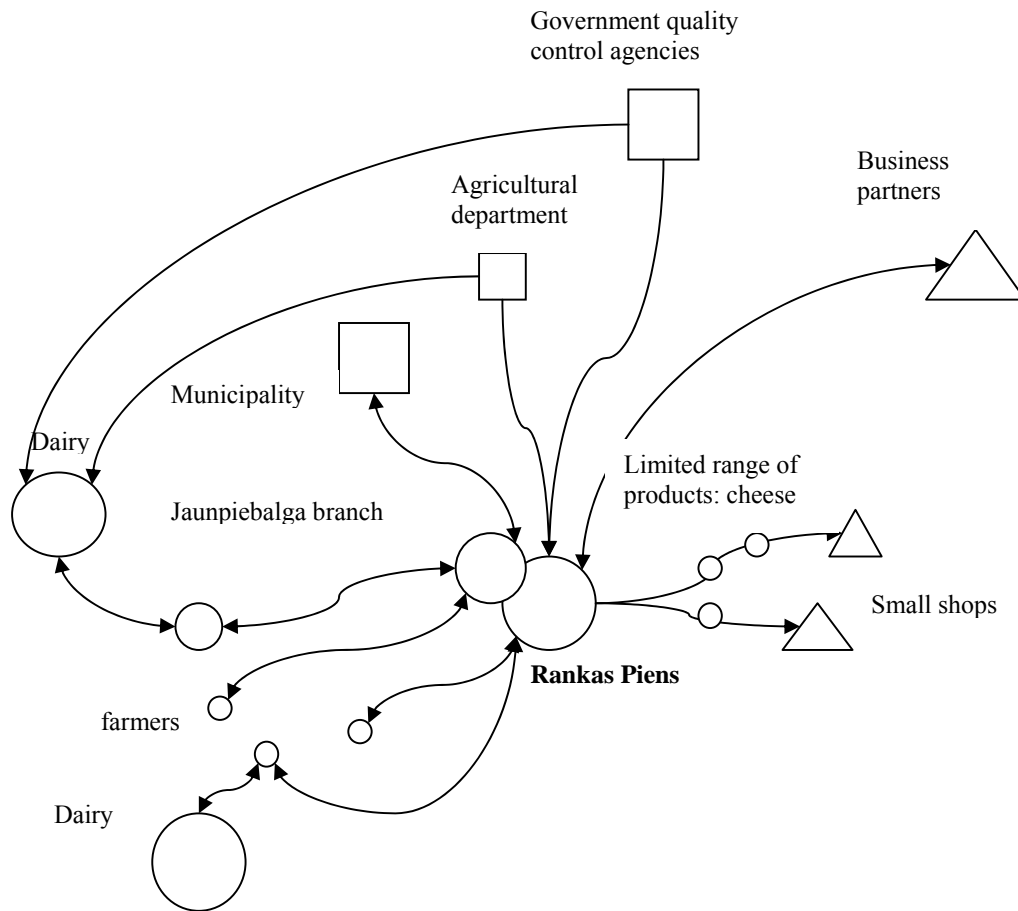 Government quality
control agencies
Business
partners
Agricultural
department
Municipality
Dairy
Limited range of
products: cheese
Jaunpiebalga branch
Small shops
Rankas Piens
farmers
Dairy